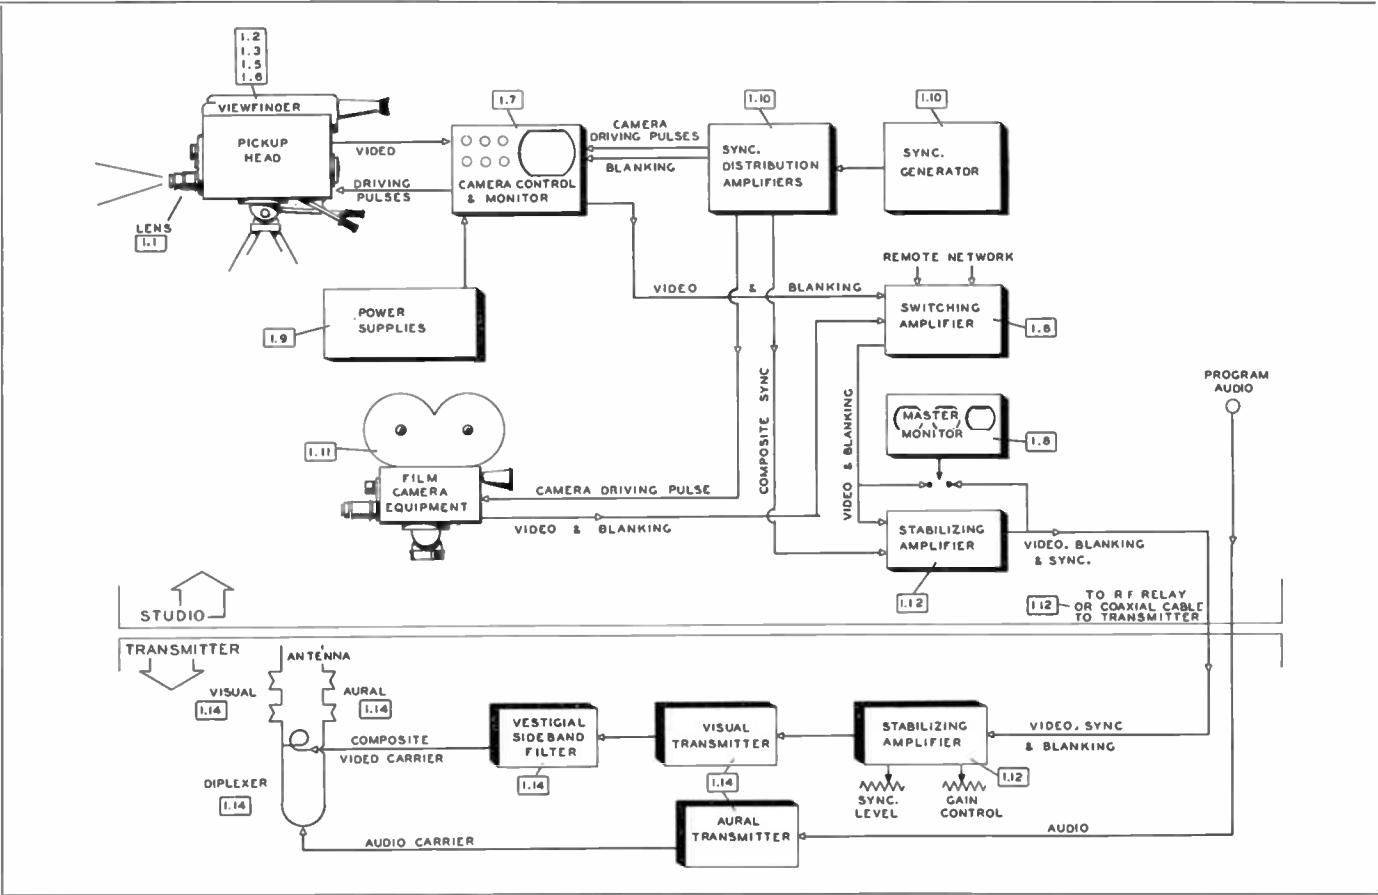 1.2
1.3
1.5
1.6
VIEWFINDER
PICKUP
HEAD
VIDEO
DRIVING
PULSES
LENS
1.1
1.7
CAMERA CONTROL
& MONITOR
CAMERA
DRIVING PULSES
BLANKING
1.10
SYNC.
DISTRIBUTION
AMPLIFIERS
1.10
SYNC.
GENERATOR
POWER
SUPPLIES
1.9
VIDEO & BLANKING
REMOTE NETWORK
SWITCHING
AMPLIFIER
1.8
COMPOSITE SYNC
VIDEO & BLANKING
MASTER
MONITOR
1.8
PROGRAM
AUDIO
1.11
FILM
CAMERA
EQUIPMENT
CAMERA DRIVING PULSE
VIDEO & BLANKING
STABILIZING
AMPLIFIER
1.12
VIDEO, BLANKING
& SYNC.
1.12
TO RF RELAY
OR COAXIAL CABLE
TO TRANSMITTER
STUDIO
TRANSMITTER
ANTENNA
VISUAL
1.14
AURAL
1.14
COMPOSITE
VIDEO CARRIER
DIPLEXER
1.14
VESTIGIAL
SIDEBAND
FILTER
1.14
VISUAL
TRANSMITTER
1.14
STABILIZING
AMPLIFIER
1.12
VIDEO, SYNC
& BLANKING
SYNC.
LEVEL
GAIN
CONTROL
AURAL
TRANSMITTER
AUDIO CARRIER
AUDIO